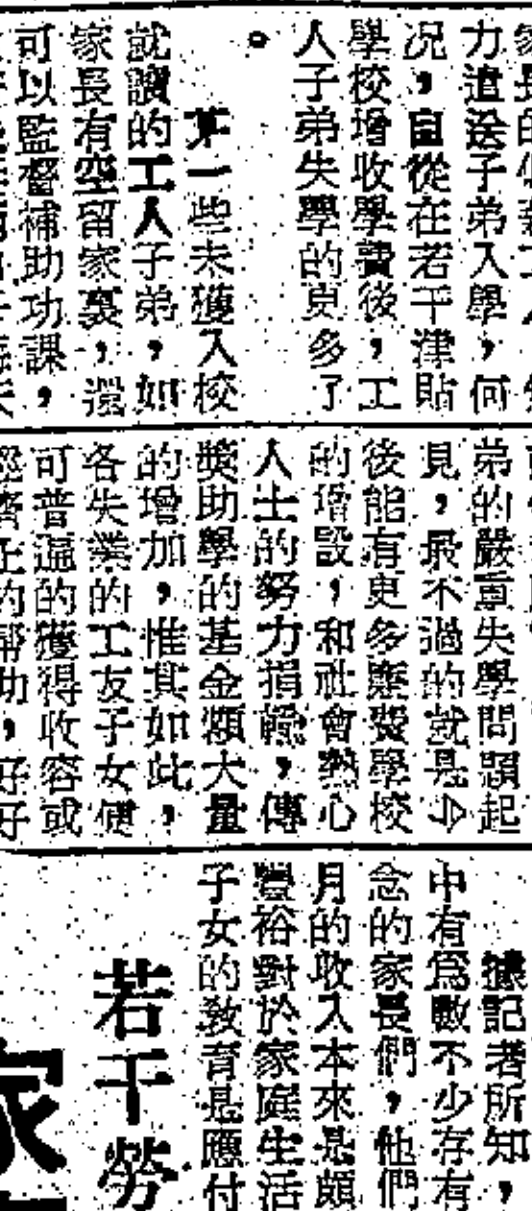 力遣送子弟入學，何
况，自從在若干津貼
學校增收學費後，工
人子弟失學的更多了
。
第一些未獲入校
就讀的工人子弟，如
家長有空留家裏，還
可以監督補助功課，
弟的嚴重失學問題起
見，最不過的就是小
後能有更多廉費學校
的增設，和社會熱心
人士的努力捐輸，傳
獎助學的基金額大量
的增加，惟其如此，
各失業的工友子女便
可普遍的獲得收容或
經濟上的幫助，好好
據記者所知，
中有爲數不少存有
念的家長們，他們
月的收入本來是頗
豐裕對於家庭生活
子女的敎育是應付
若干勞
家